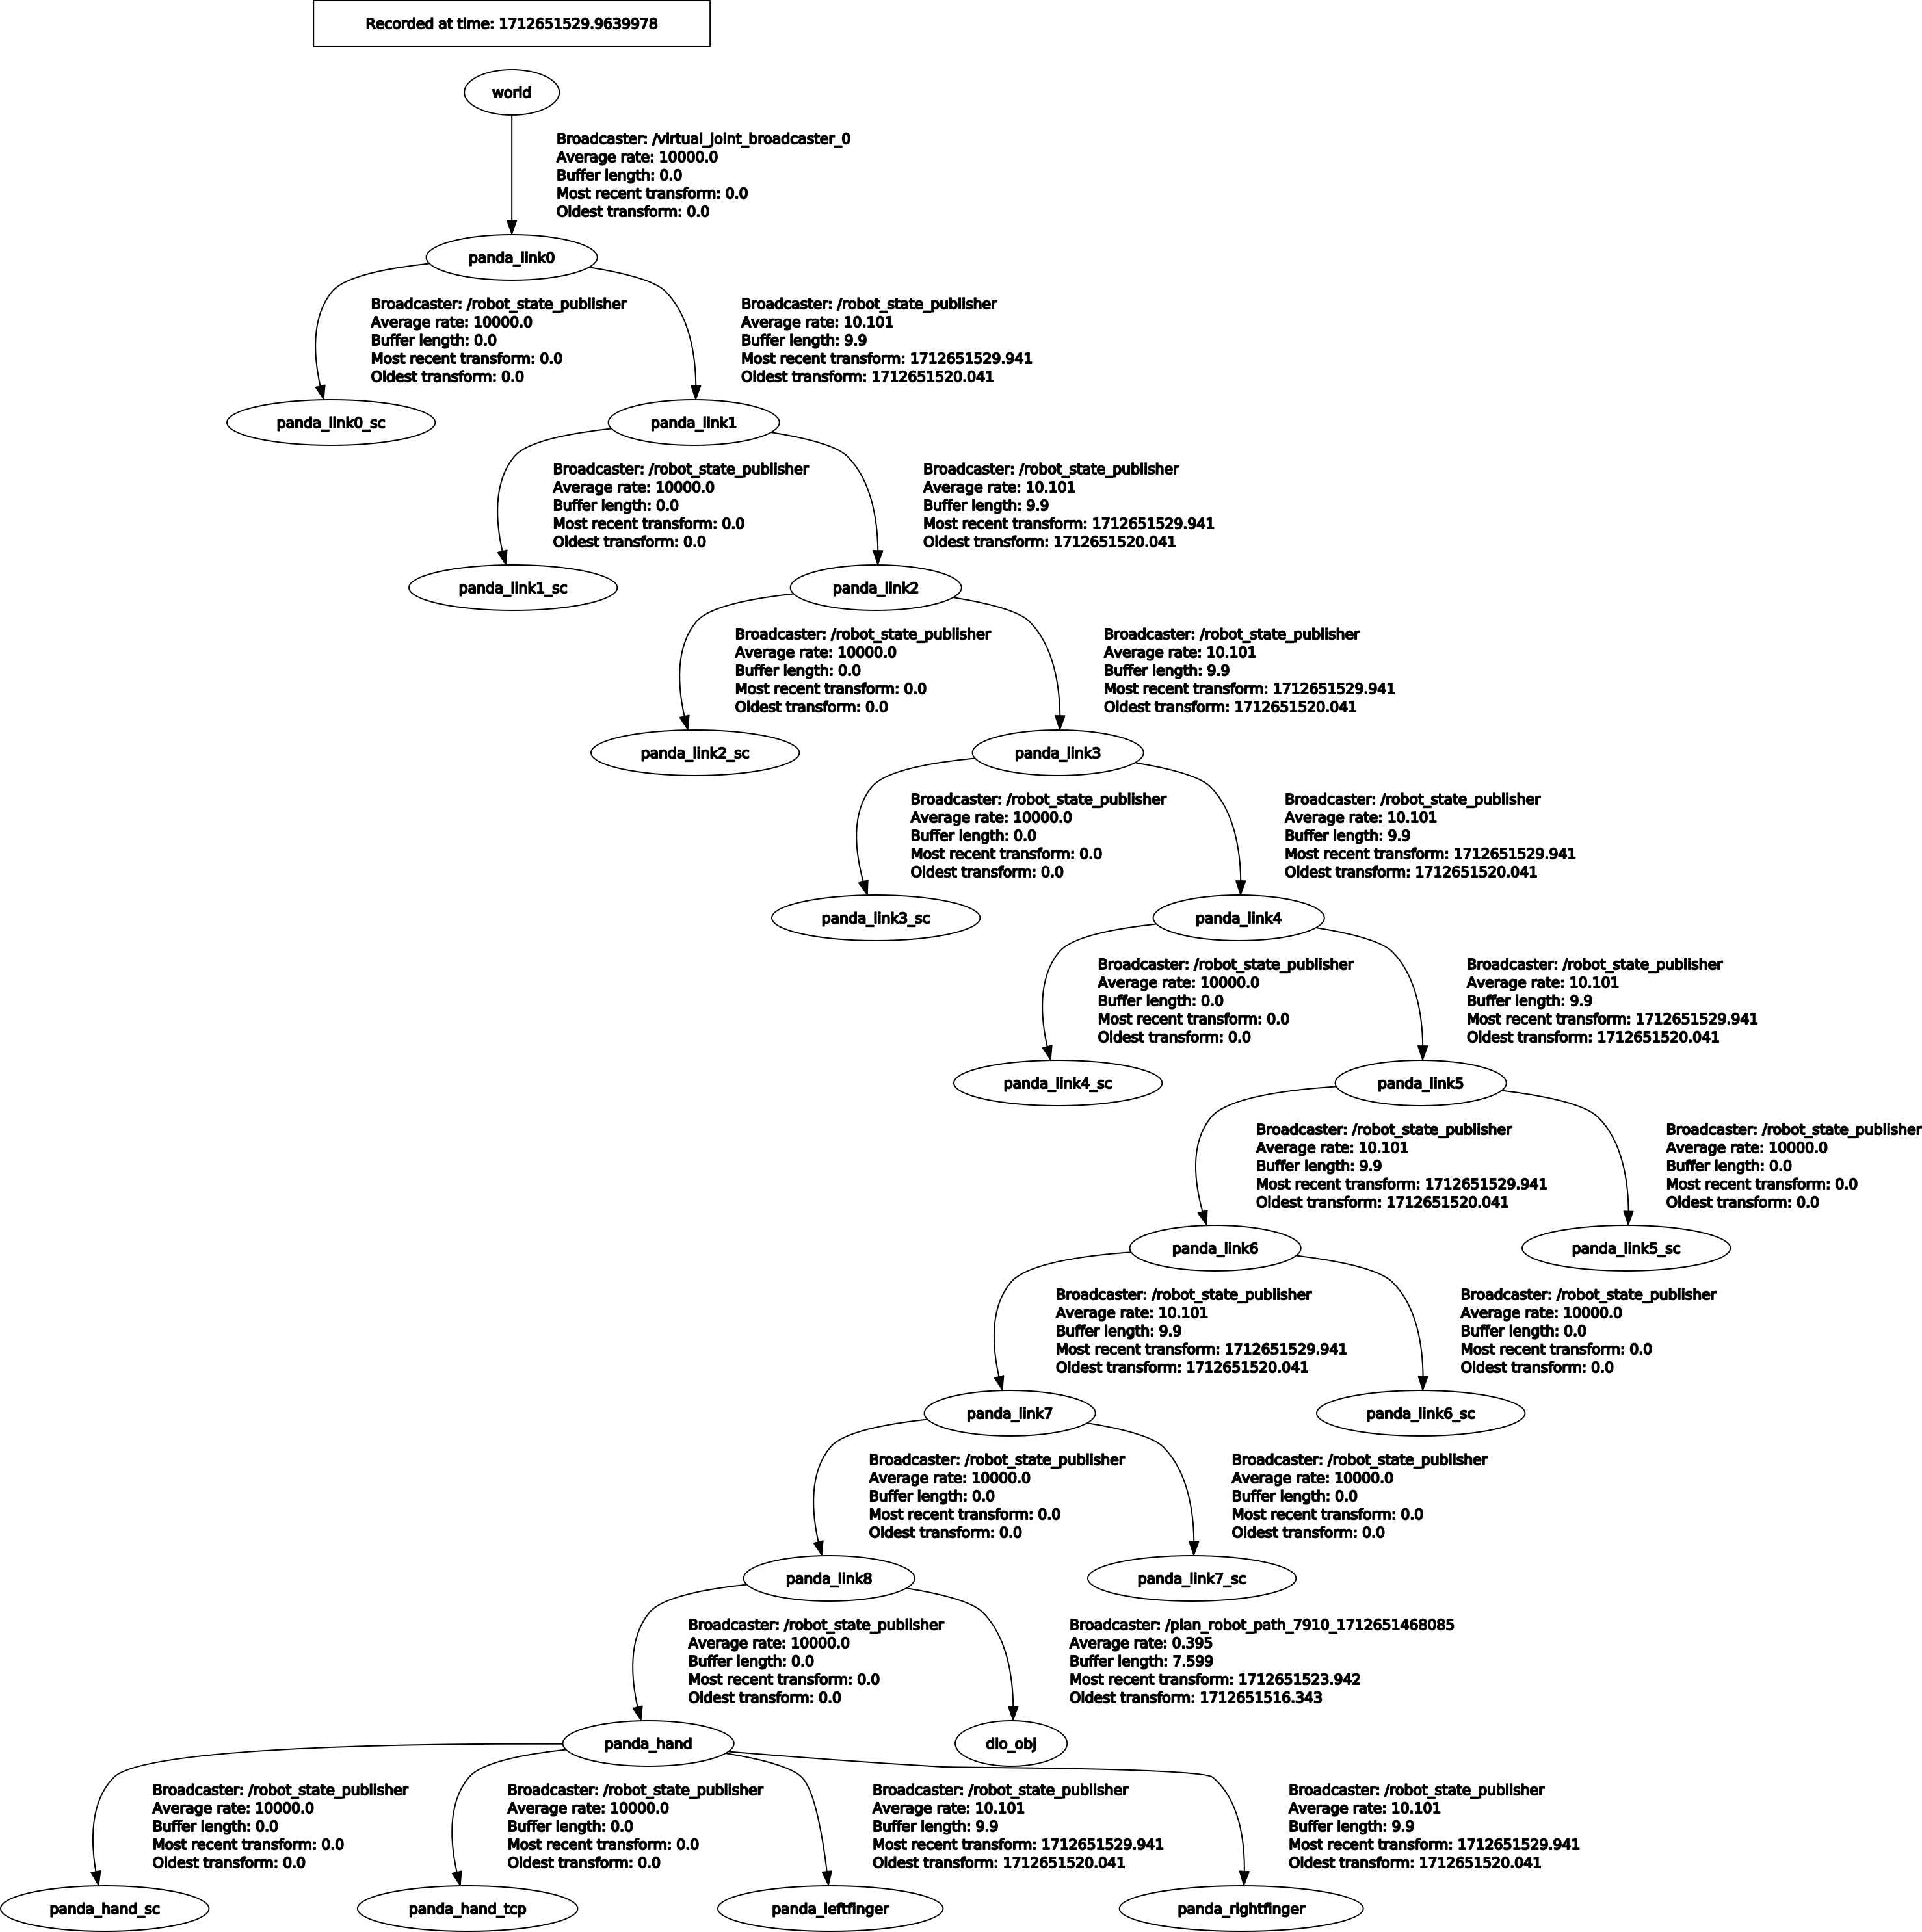 Recorded at time: 1712651529.9639978
world
Broadcaster: /virtual_joint_broadcaster_0
Average rate: 10000.0
Buffer length: 0.0
Most recent transform: 0.0
Oldest transform: 0.0
panda_link0
Broadcaster: /robot_state_publisher
Average rate: 10000.0
Buffer length: 0.0
Most recent transform: 0.0
Oldest transform: 0.0
Broadcaster: /robot_state_publisher
Average rate: 10.101
Buffer length: 9.9
Most recent transform: 1712651529.941
Oldest transform: 1712651520.041
panda_link0_sc
panda_link1
Broadcaster: /robot_state_publisher
Average rate: 10000.0
Buffer length: 0.0
Most recent transform: 0.0
Oldest transform: 0.0
Broadcaster: /robot_state_publisher
Average rate: 10.101
Buffer length: 9.9
Most recent transform: 1712651529.941
Oldest transform: 1712651520.041
panda_link1_sc
panda_link2
Broadcaster: /robot_state_publisher
Average rate: 10000.0
Buffer length: 0.0
Most recent transform: 0.0
Oldest transform: 0.0
Broadcaster: /robot_state_publisher
Average rate: 10.101
Buffer length: 9.9
Most recent transform: 1712651529.941
Oldest transform: 1712651520.041
panda_link2_sc
panda_link3
Broadcaster: /robot_state_publisher
Average rate: 10000.0
Buffer length: 0.0
Most recent transform: 0.0
Oldest transform: 0.0
Broadcaster: /robot_state_publisher
Average rate: 10.101
Buffer length: 9.9
Most recent transform: 1712651529.941
Oldest transform: 1712651520.041
panda_link3_sc
panda_link4
Broadcaster: /robot_state_publisher
Average rate: 10000.0
Buffer length: 0.0
Most recent transform: 0.0
Oldest transform: 0.0
Broadcaster: /robot_state_publisher
Average rate: 10.101
Buffer length: 9.9
Most recent transform: 1712651529.941
Oldest transform: 1712651520.041
panda_link4_sc
panda_link5
Broadcaster: /robot_state_publisher
Average rate: 10.101
Buffer length: 9.9
Most recent transform: 1712651529.941
Oldest transform: 1712651520.041
Broadcaster: /robot_state_publisher
Average rate: 10000.0
Buffer length: 0.0
Most recent transform: 0.0
Oldest transform: 0.0
panda_link6
panda_link5_sc
Broadcaster: /robot_state_publisher
Average rate: 10.101
Buffer length: 9.9
Most recent transform: 1712651529.941
Oldest transform: 1712651520.041
Broadcaster: /robot_state_publisher
Average rate: 10000.0
Buffer length: 0.0
Most recent transform: 0.0
Oldest transform: 0.0
panda_link7
panda_link6_sc
Broadcaster: /robot_state_publisher
Average rate: 10000.0
Buffer length: 0.0
Most recent transform: 0.0
Oldest transform: 0.0
Broadcaster: /robot_state_publisher
Average rate: 10000.0
Buffer length: 0.0
Most recent transform: 0.0
Oldest transform: 0.0
panda_link8
panda_link7_sc
Broadcaster: /robot_state_publisher
Average rate: 10000.0
Buffer length: 0.0
Most recent transform: 0.0
Oldest transform: 0.0
Broadcaster: /plan_robot_path_7910_1712651468085
Average rate: 0.395
Buffer length: 7.599
Most recent transform: 1712651523.942
Oldest transform: 1712651516.343
panda_hand
dlo_obj
Broadcaster: /robot_state_publisher
Average rate: 10000.0
Buffer length: 0.0
Most recent transform: 0.0
Oldest transform: 0.0
Broadcaster: /robot_state_publisher
Average rate: 10000.0
Buffer length: 0.0
Most recent transform: 0.0
Oldest transform: 0.0
Broadcaster: /robot_state_publisher
Average rate: 10.101
Buffer length: 9.9
Most recent transform: 1712651529.941
Oldest transform: 1712651520.041
Broadcaster: /robot_state_publisher
Average rate: 10.101
Buffer length: 9.9
Most recent transform: 1712651529.941
Oldest transform: 1712651520.041
panda_hand_sc
panda_hand_tcp
panda_leftfinger
panda_rightfinger